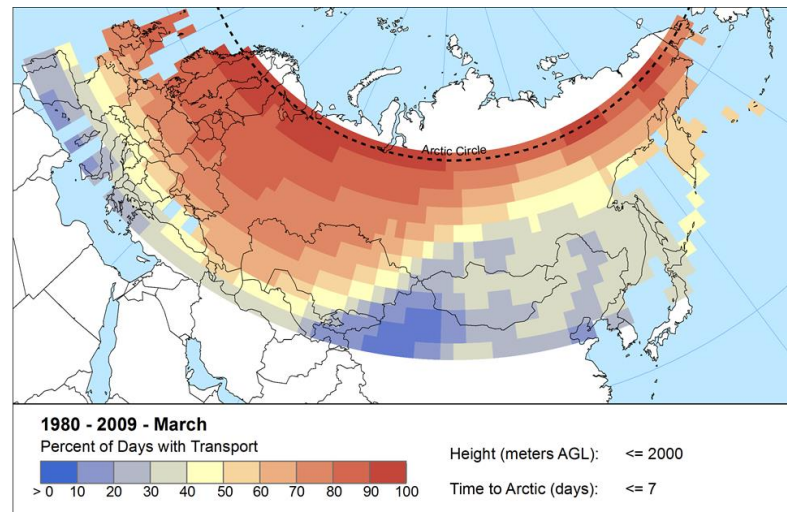 Arctic Circle
1980 - 2009 - March
Percent of Days with Transport
> 0 10 20 30 40 50 60 70 80 90 100
Height (meters AGL): <= 2000
Time to Arctic (days): <= 7